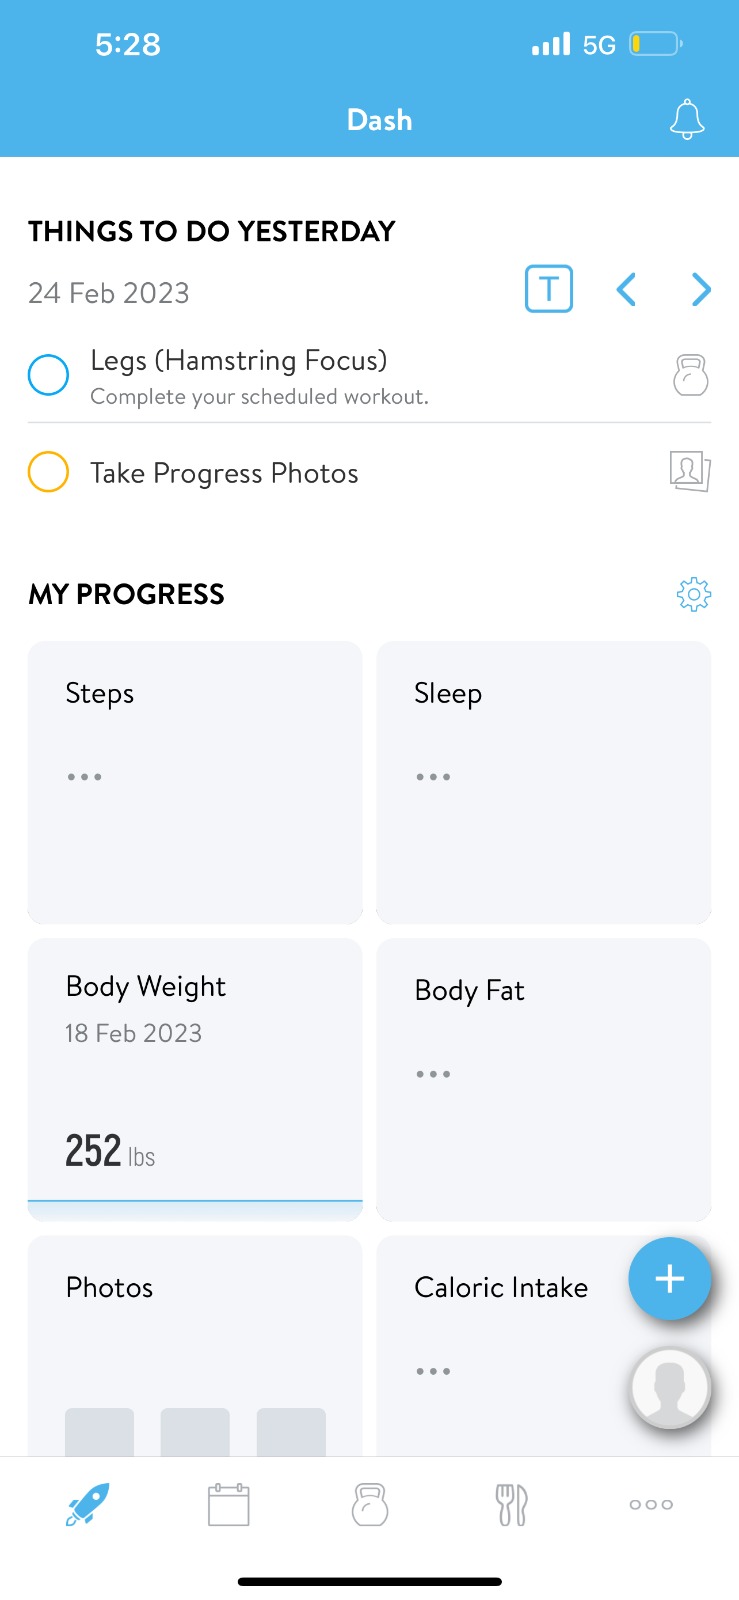 5:28
5G
Dash
THINGS TO DO YESTERDAY
24 Feb 2023
T
Legs (Hamstring Focus)
Complete your scheduled workout.
Take Progress Photos
MY PROGRESS
Steps
Sleep
...
...
Body Weight
Body Fat
18 Feb 2023
...
252 lbs
Photos
Caloric Intake
...